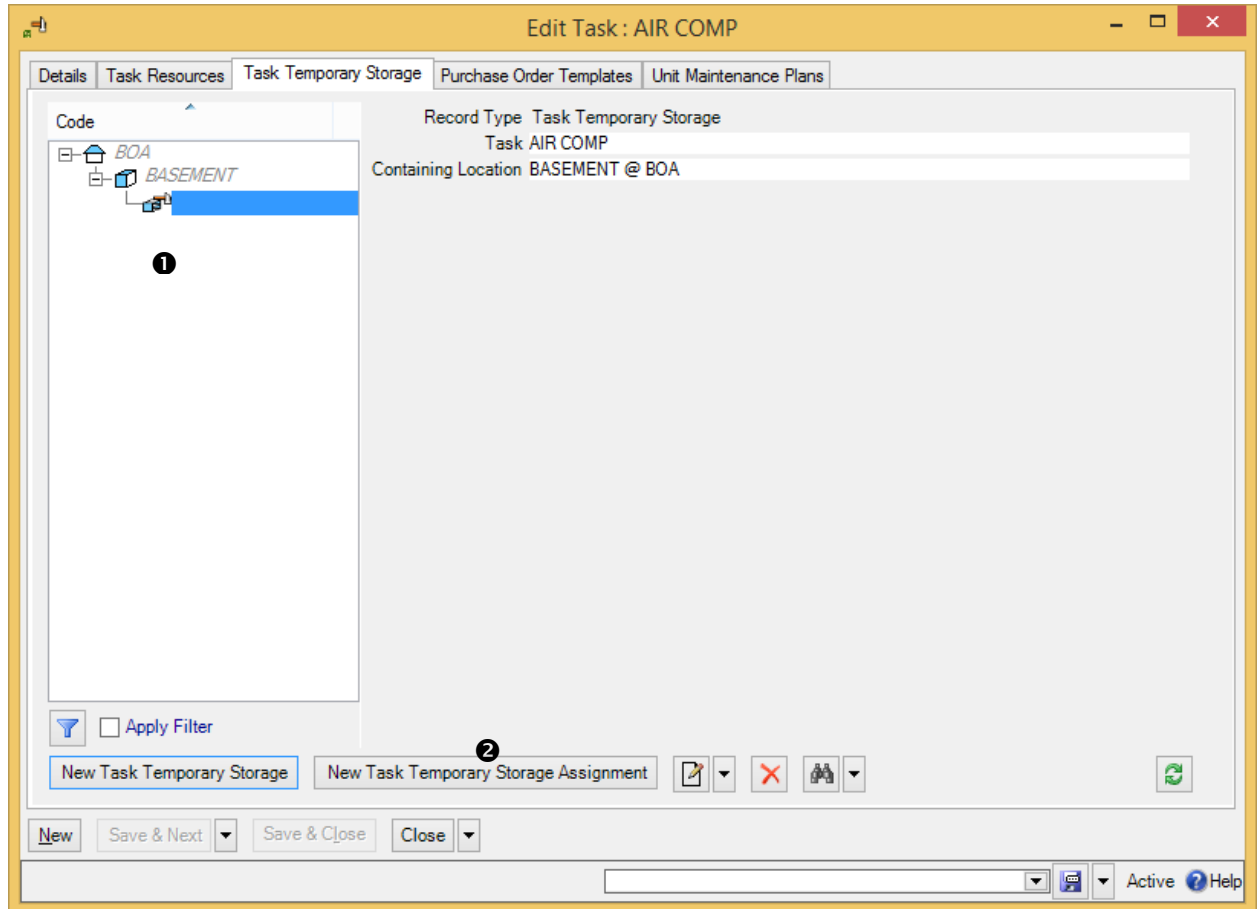 Edit Task : AIR COMP
Details Task Resources Task Temporary Storage Purchase Order Templates Unit Maintenance Plans
Code
BOA
BASEMENT
❶
Record Type Task Temporary Storage
Task AIR COMP
Containing Location BASEMENT @ BOA
Apply Filter
❷
New Task Temporary Storage New Task Temporary Storage Assignment
New Save & Next Save & Close Close
Active Help